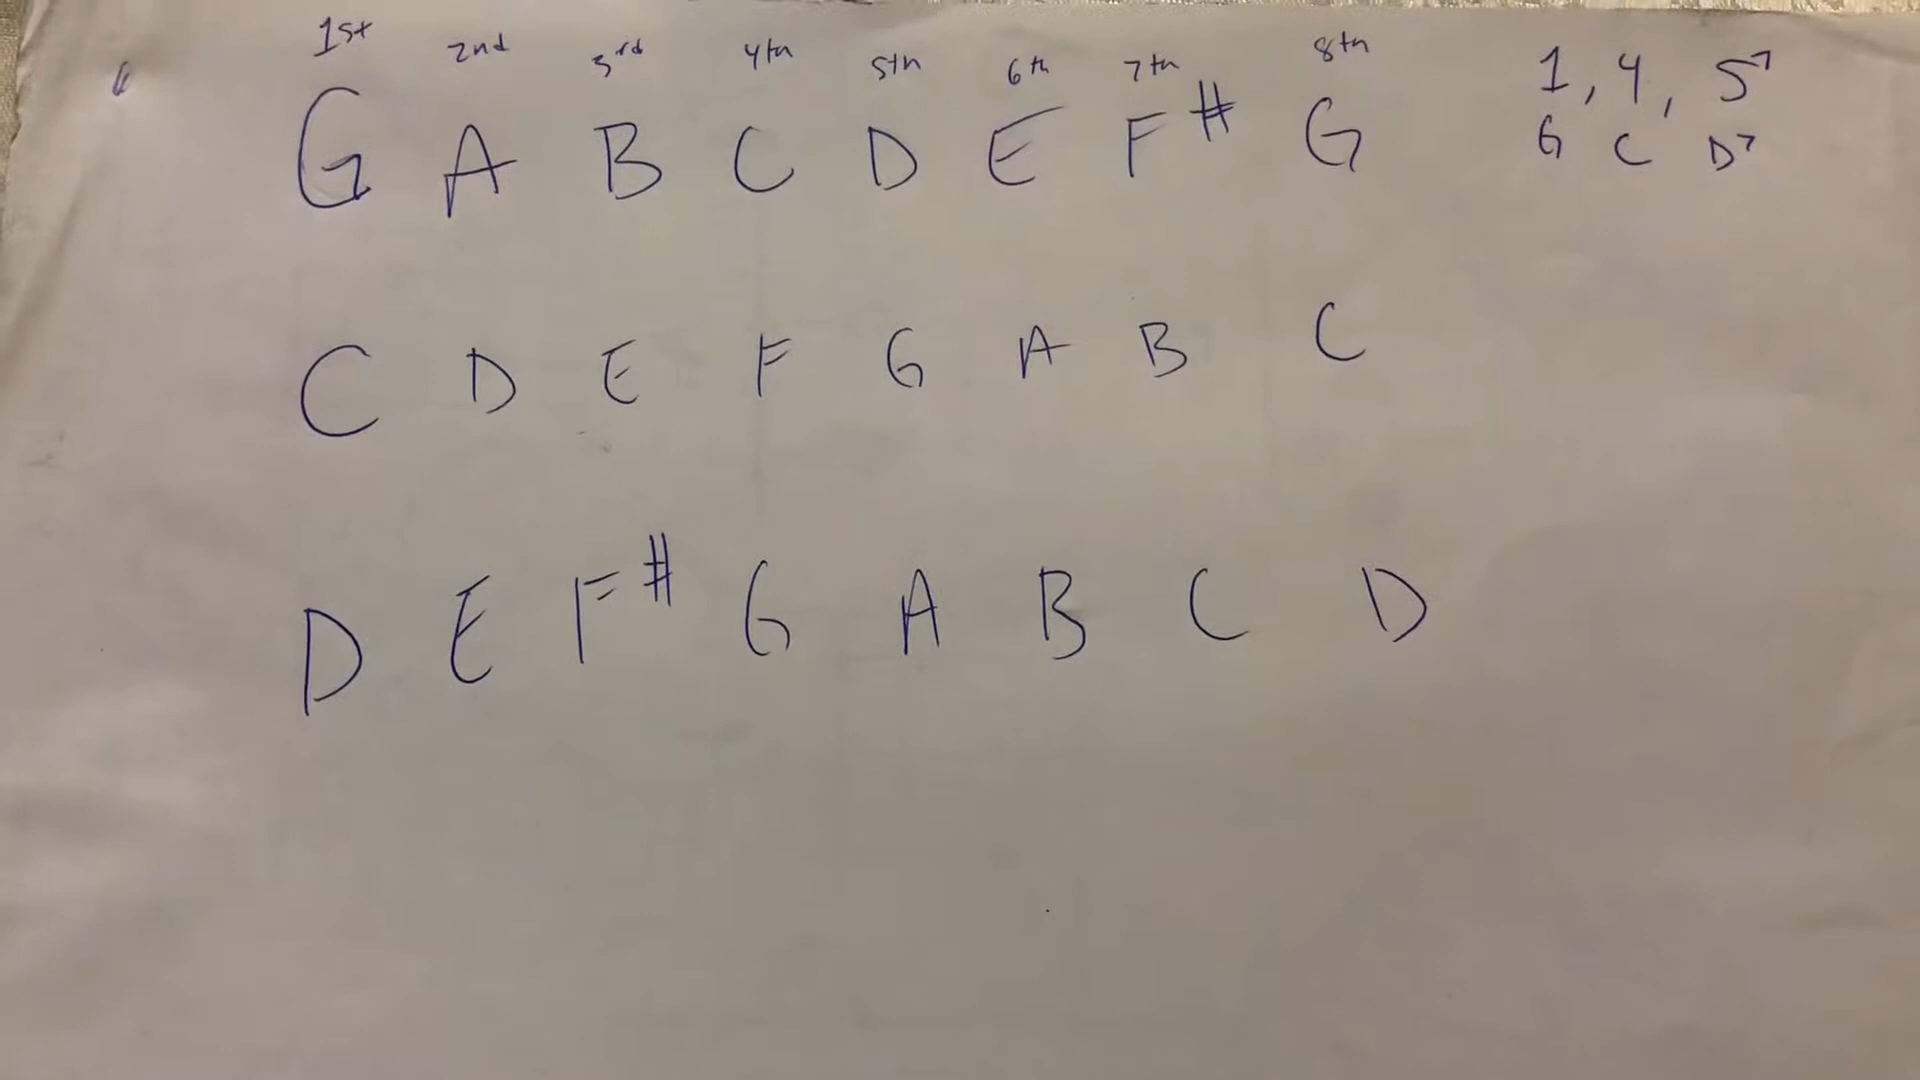 1st 2nd 3rd 4th 5th 6th 7th 8th 1, 4, 5⁷
G A B C D E F# G G C D⁷
C D E F G A B C
D E F# G A B C D